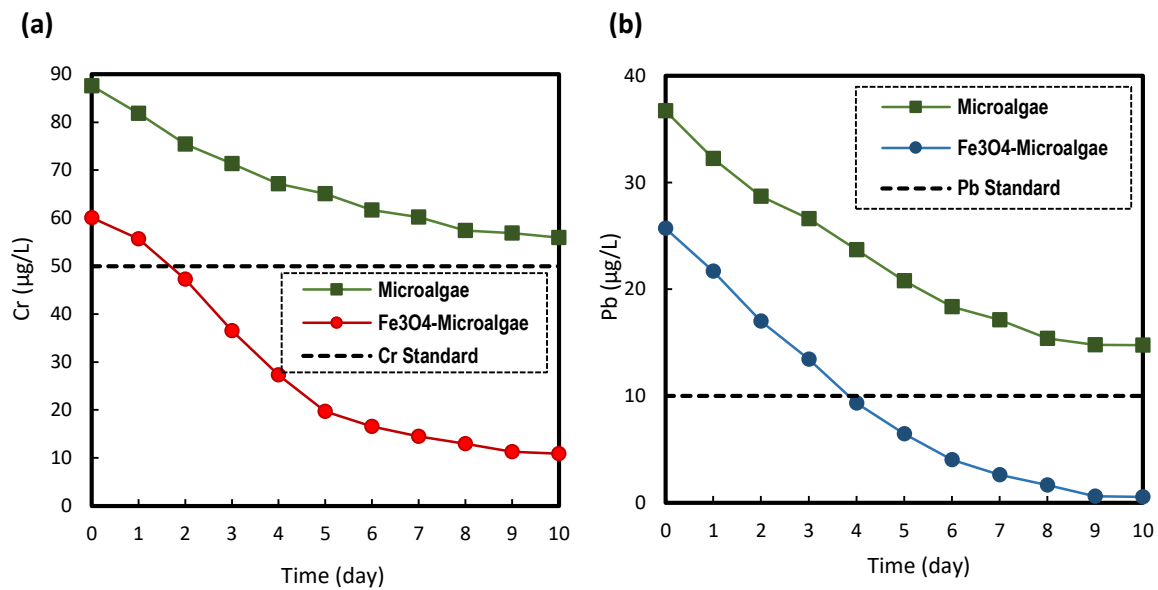 (a)
90
80
70
60
50
40
30
20
10
0
Cr (µg/L)
Microalgae
Fe3O4-Microalgae
Cr Standard
0 1 2 3 4 5 6 7 8 9 10
Time (day)
(b)
40
30
20
10
0
Pb (µg/L)
Microalgae
Fe3O4-Microalgae
Pb Standard
0 1 2 3 4 5 6 7 8 9 10
Time (day)